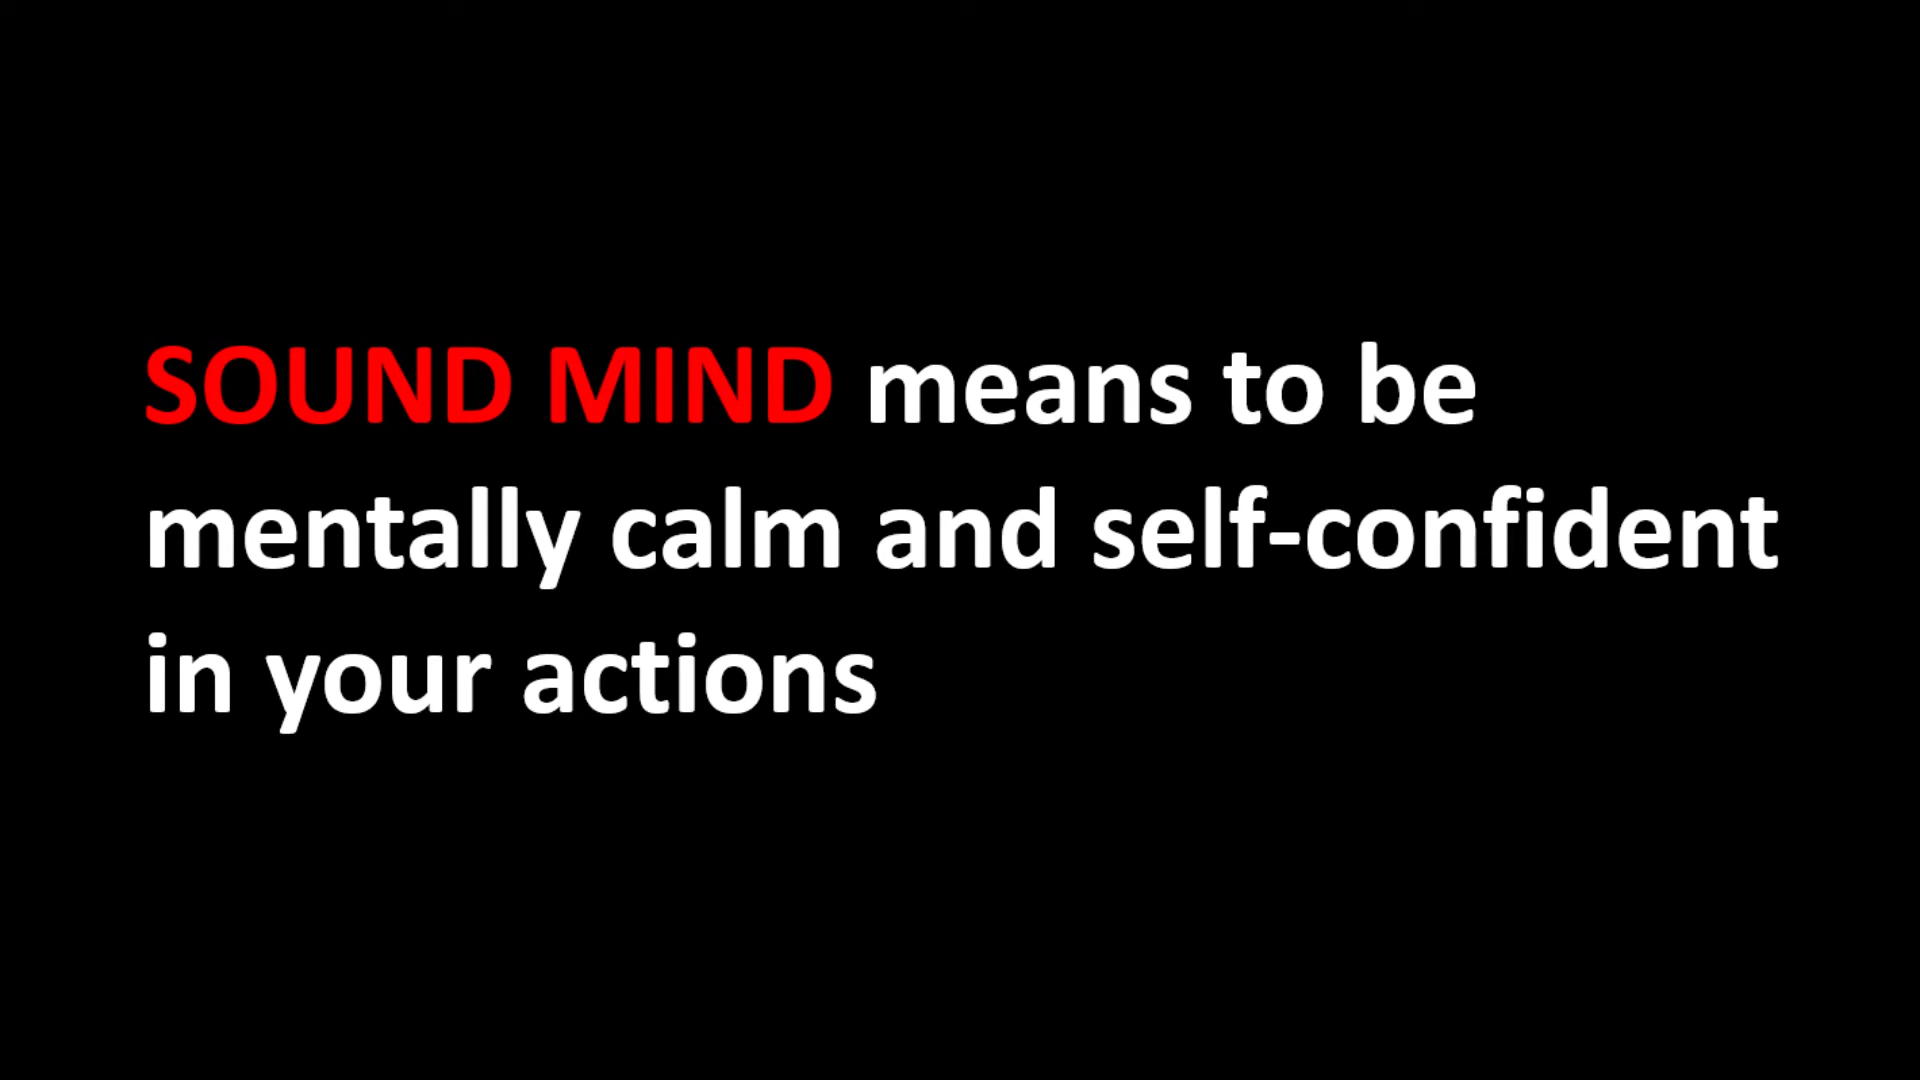 SOUND MIND means to be
mentally calm and self-confident
in your actions